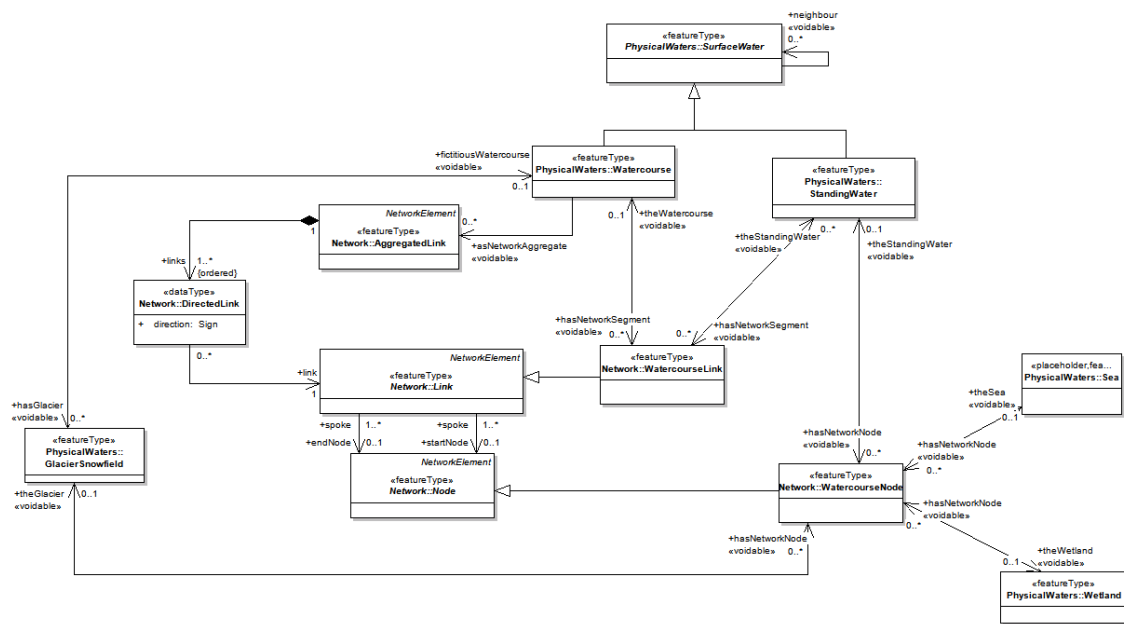 +neighbour
«voidable»
0..*
«featureType»
PhysicalWaters::SurfaceWater
+fictitiousWatercourse
«voidable»
0..1
«featureType»
PhysicalWaters::Watercourse
«featureType»
PhysicalWaters::
StandingWater
NetworkElement
«featureType»
Network::AggregatedLink
0..*
+asNetworkAggregate
«voidable»
1
0..1
+theWatercourse
«voidable»
+theStandingWater
«voidable»
0..*
0..1
+theStandingWater
«voidable»
+links
1..*
{ordered}
«dataType»
Network::DirectedLink
+ direction: Sign
0..*
+link
1
+hasNetworkSegment
«voidable»
0..*
0..*
+hasNetworkSegment
«voidable»
NetworkElement
«featureType»
Network::Link
«featureType»
Network::WatercourseLink
«placeholder,fea...
PhysicalWaters::Sea
+theSea
«voidable»
0..1
+hasGlacier
«voidable»
0..*
+spoke
1..*
+endNode
0..1
+spoke
1..*
+startNode
0..1
+hasNetworkNode
«voidable»
0..*
+hasNetworkNode
«voidable»
0..*
«featureType»
PhysicalWaters::
GlacierSnowfield
NetworkElement
«featureType»
Network::Node
«featureType»
Network::WatercourseNode
+theGlacier
«voidable»
0..1
+hasNetworkNode
«voidable»
0..*
+hasNetworkNode
«voidable»
0..*
+theWetland
«voidable»
0..1
«featureType»
PhysicalWaters::Wetland